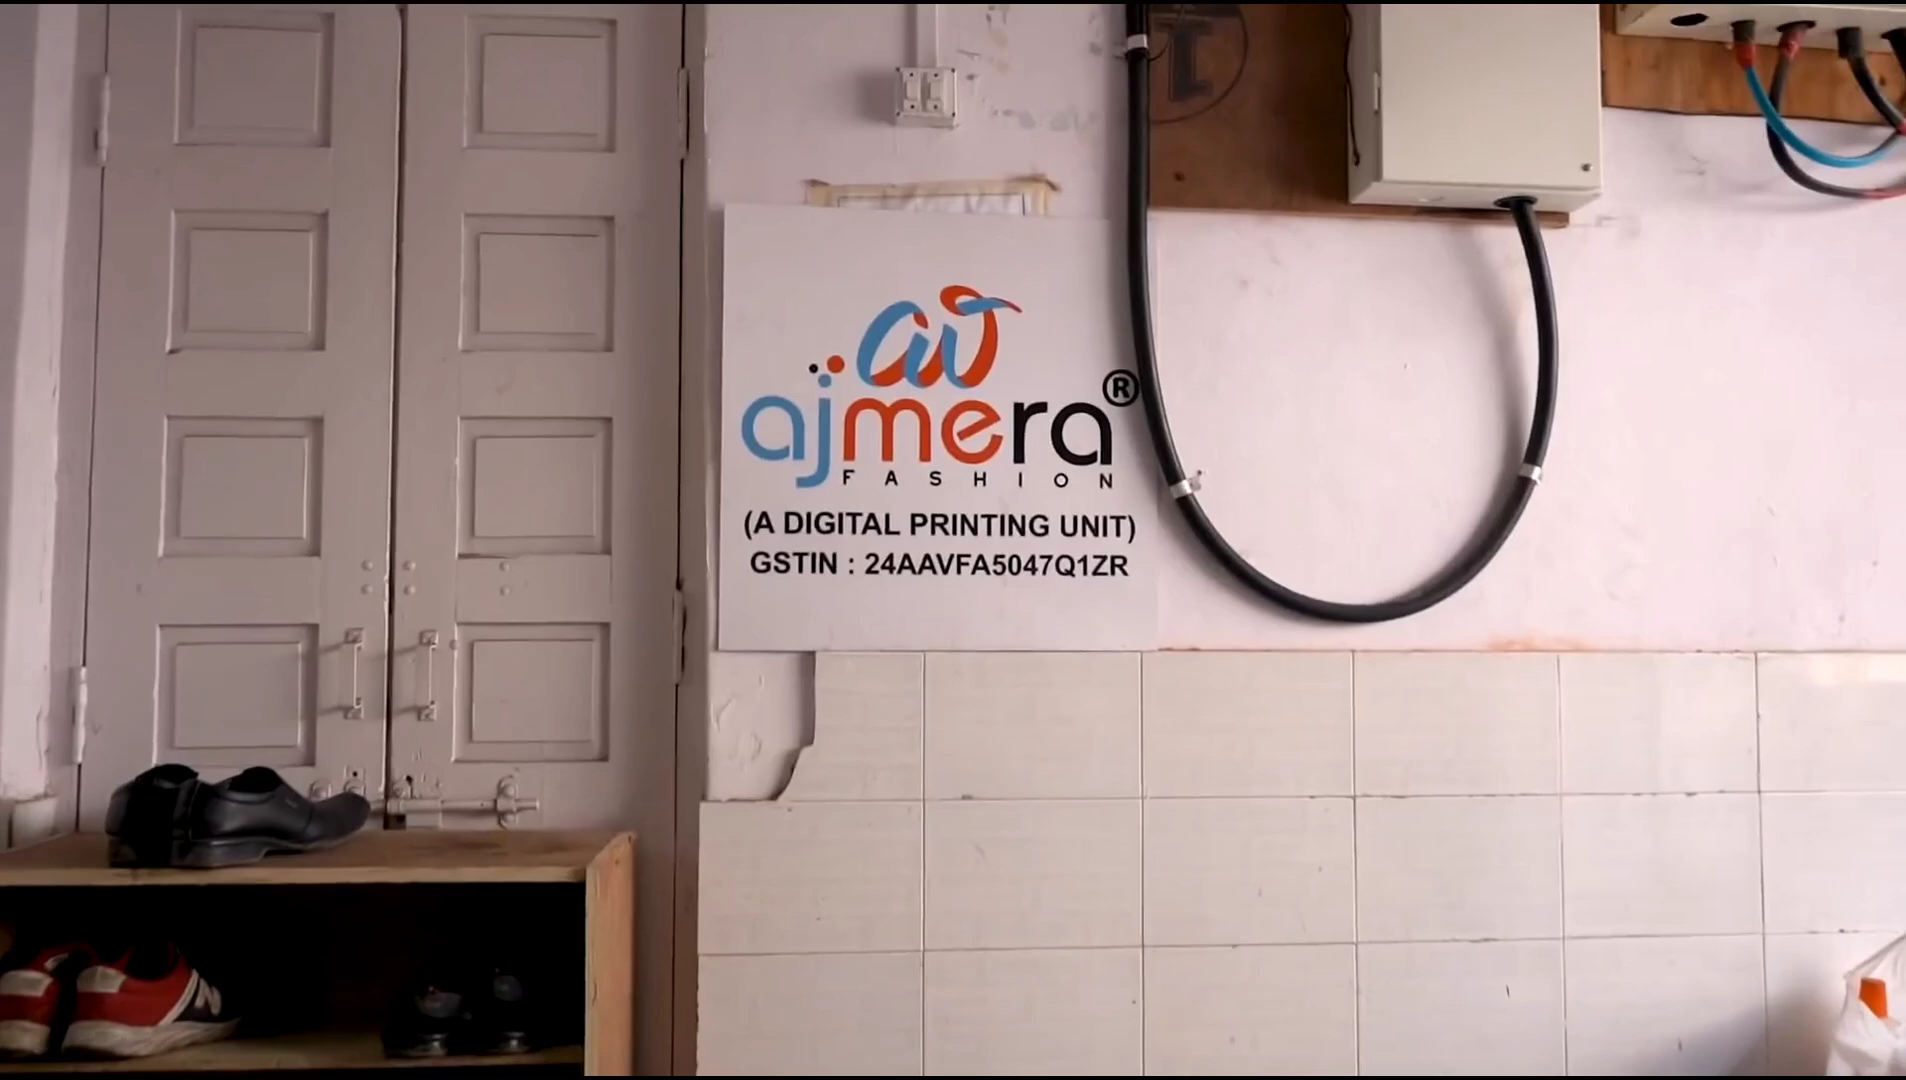 ajmera®
FASHION
(A DIGITAL PRINTING UNIT)
GSTIN : 24AAVFA5047Q1ZR